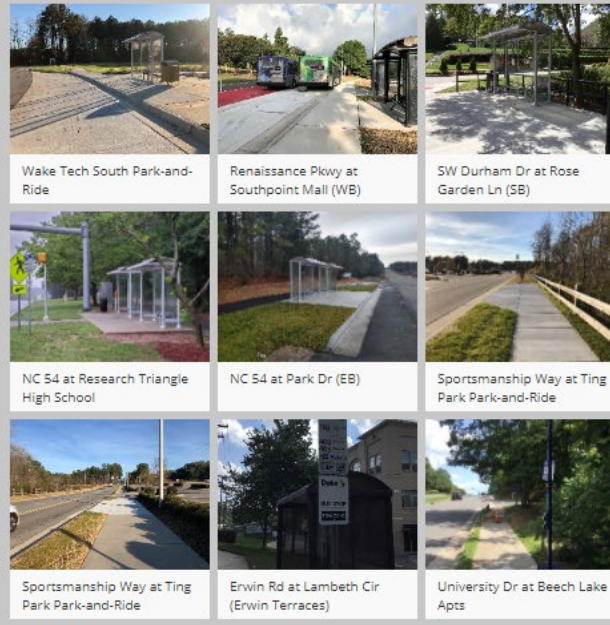 Wake Tech South Park-and-
Ride
Renaissance Pkwy at
Southpoint Mall (WB)
SW Durham Dr at Rose
Garden Ln (SB)
NC 54 at Research Triangle
High School
NC 54 at Park Dr (EB)
Sportsmanship Way at Ting
Park Park-and-Ride
Sportsmanship Way at Ting
Park Park-and-Ride
Erwin Rd at Lambeth Cir
(Erwin Terraces)
University Dr at Beech Lake
Apts